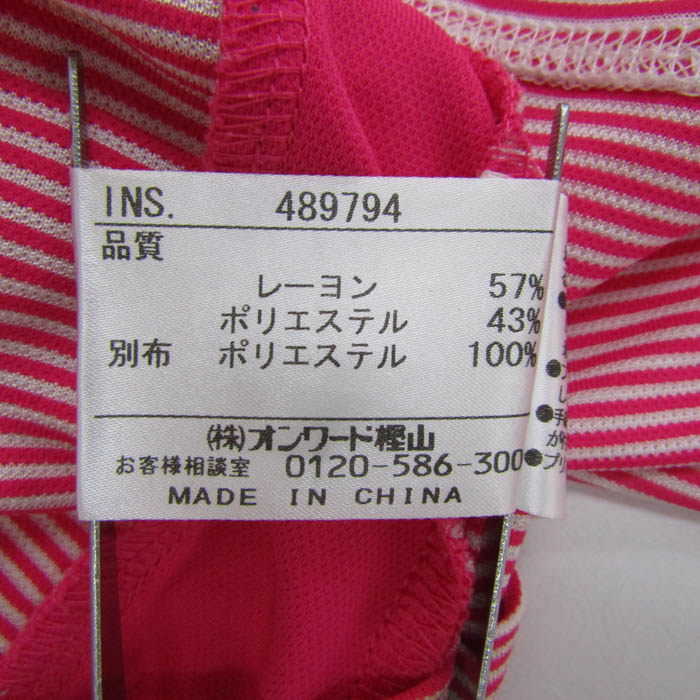 INS. 489794
品質
レーヨン 57%
ポリエステル 43%
別布 ポリエステル 100%
㈱オンワード樫山
お客様相談室 0120-586-300
MADE IN CHINA